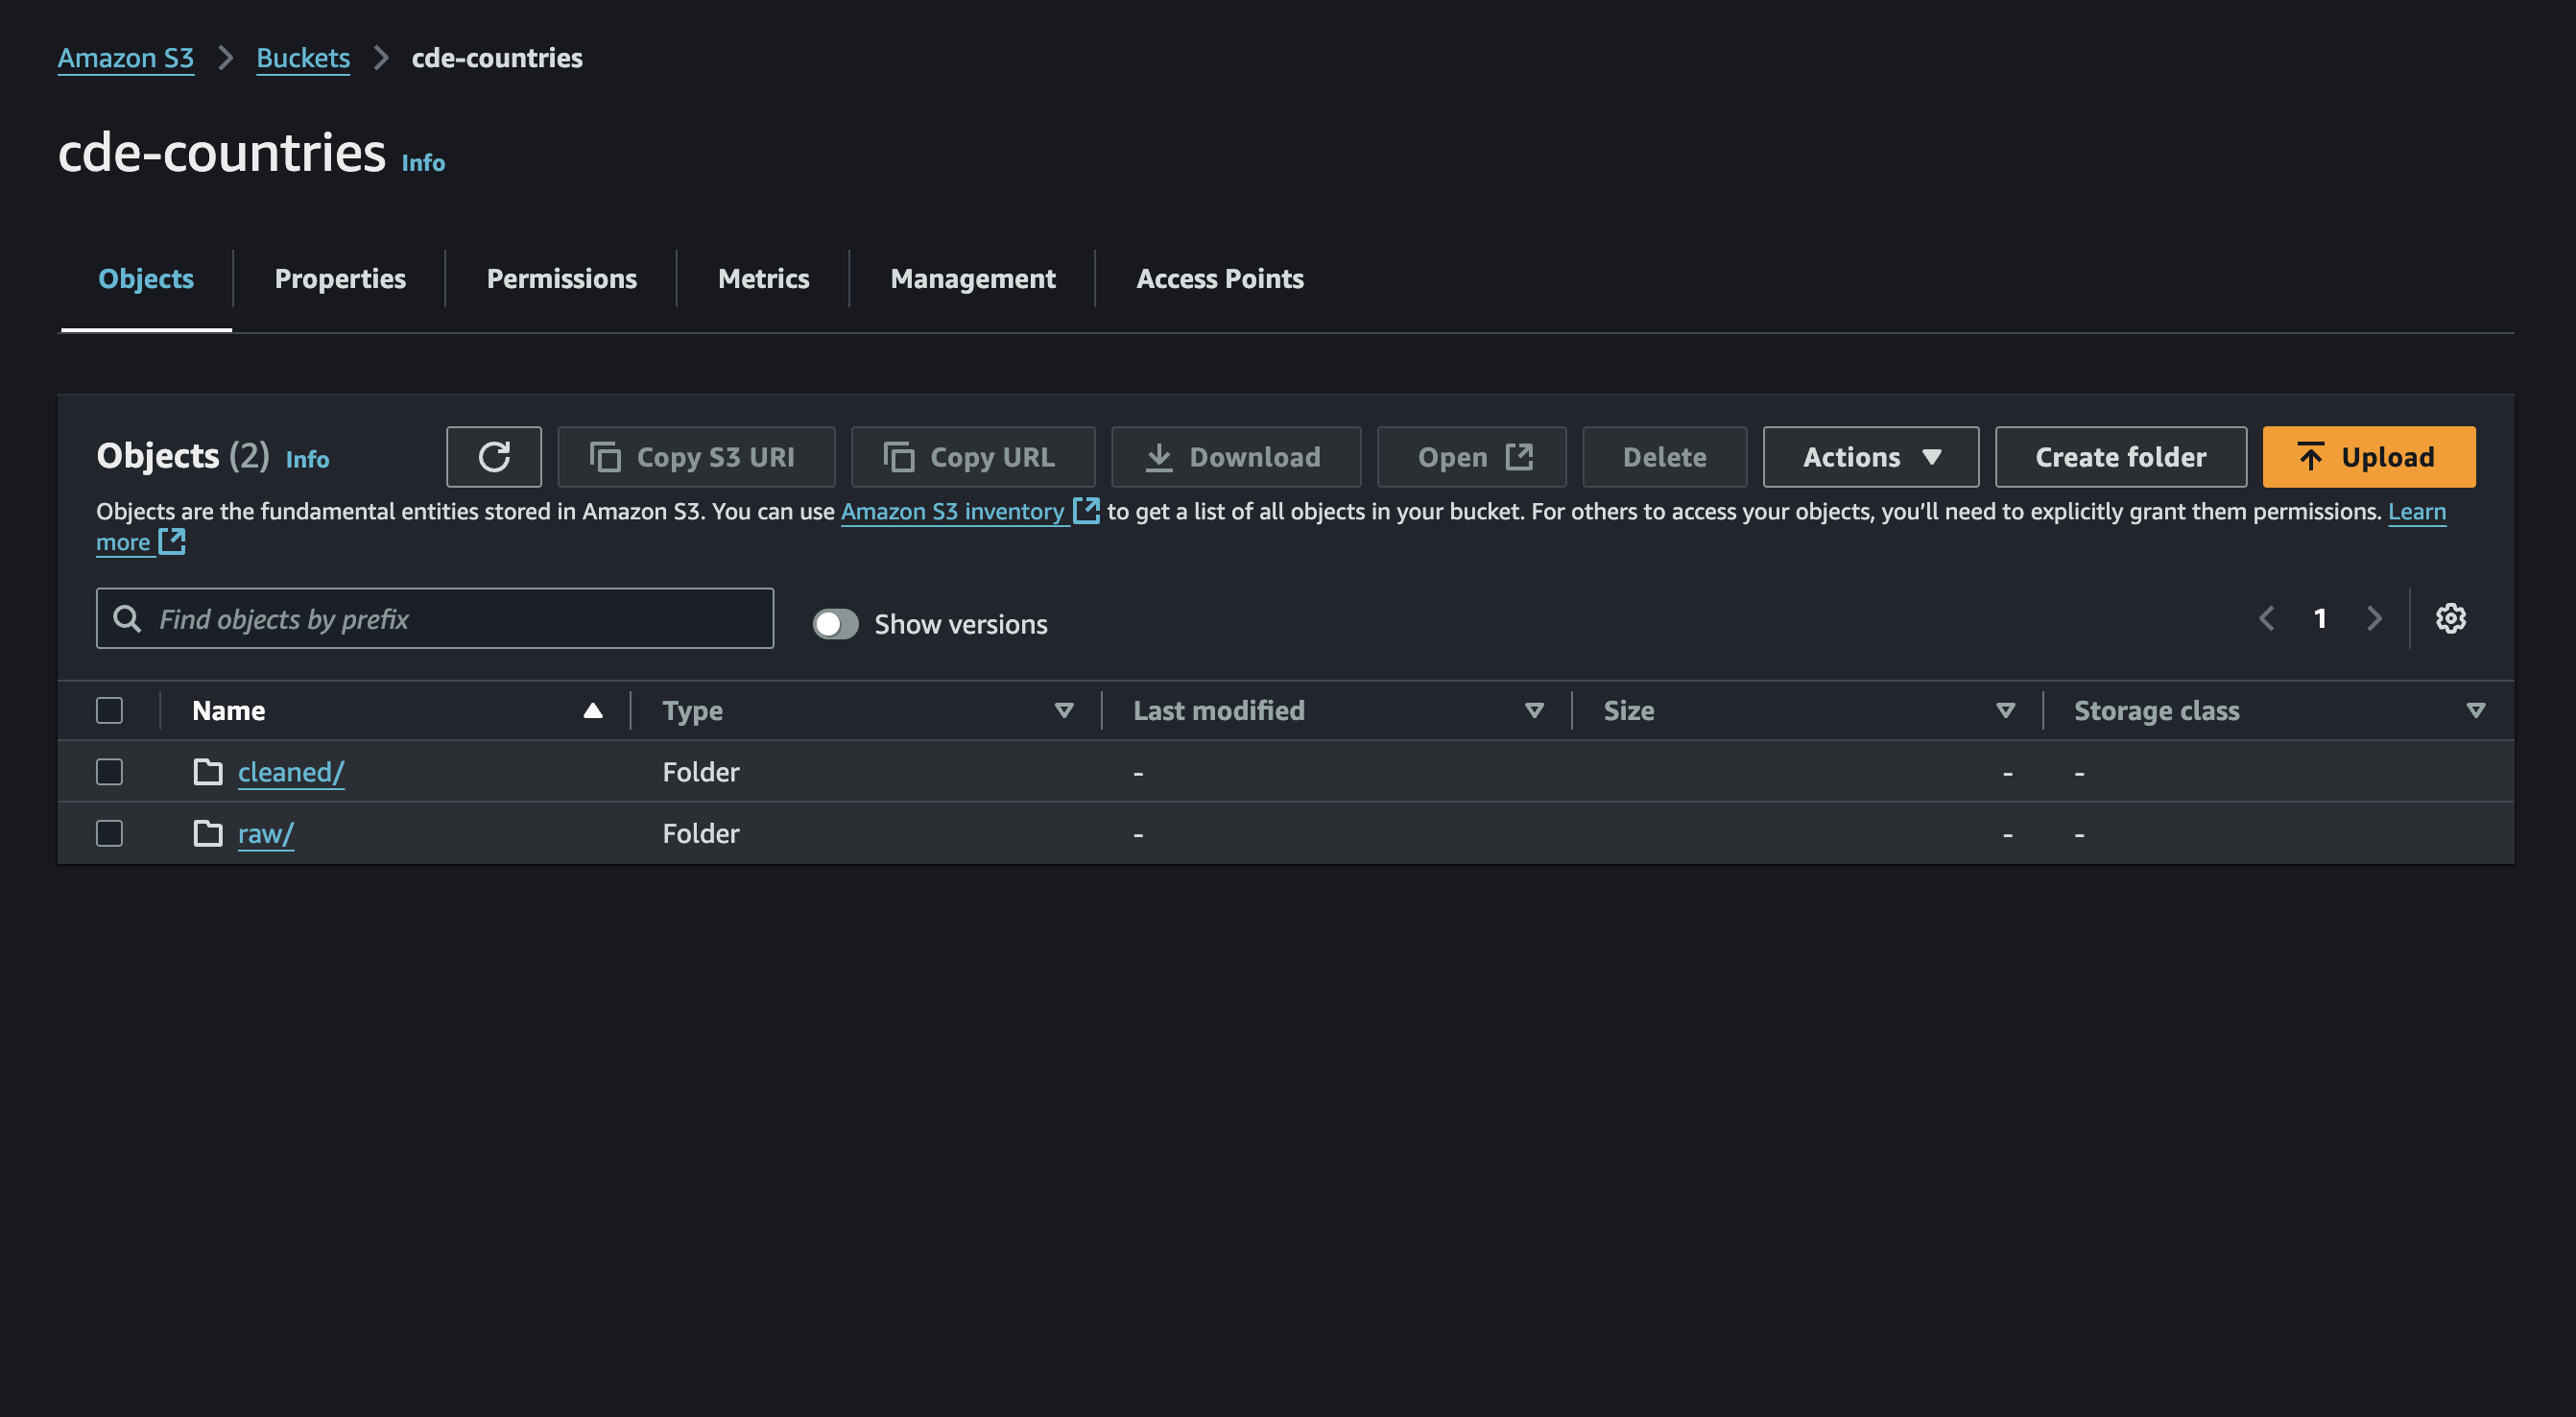 Amazon S3 > Buckets > cde-countries
cde-countries Info
Objects Properties Permissions Metrics Management Access Points
Objects (2) Info Copy S3 URI Copy URL Download Open Delete Actions Create folder Upload
Objects are the fundamental entities stored in Amazon S3. You can use Amazon S3 inventory to get a list of all objects in your bucket. For others to access your objects, you’ll need to explicitly grant them permissions. Learn
more
Find objects by prefix Show versions 1
Name Type Last modified Size Storage class
cleaned/ Folder - - -
raw/ Folder - - -